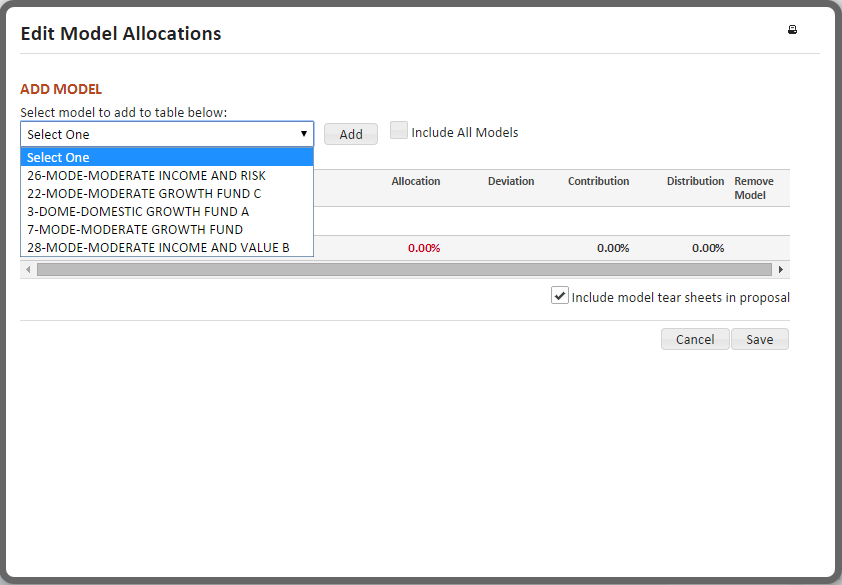 Edit Model Allocations
ADD MODEL
Select model to add to table below:
Select One
Add
Include All Models
Select One
26-MODE-MODERATE INCOME AND RISK
22-MODE-MODERATE GROWTH FUND C
3-DOME-DOMESTIC GROWTH FUND A
7-MODE-MODERATE GROWTH FUND
28-MODE-MODERATE INCOME AND VALUE B
Allocation Deviation Contribution Distribution Remove
Model
0.00% 0.00% 0.00%
Include model tear sheets in proposal
Cancel Save